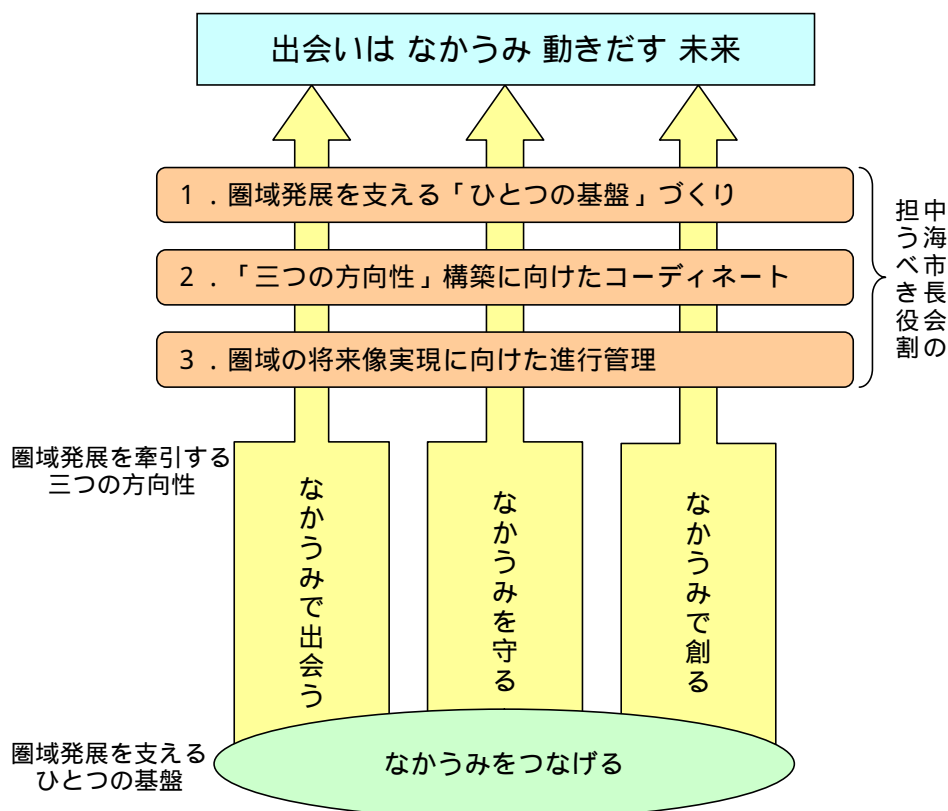 出会いは なかうみ 動きだす 未来
1．圏域発展を支える「ひとつの基盤」づくり
2．「三つの方向性」構築に向けたコーディネート
3．圏域の将来像実現に向けた進行管理
中海市長会の
担うべき役割
圏域発展を牽引する
三つの方向性
なかうみで出会う
なかうみを守る
なかうみで創る
圏域発展を支える
ひとつの基盤
なかうみをつなげる